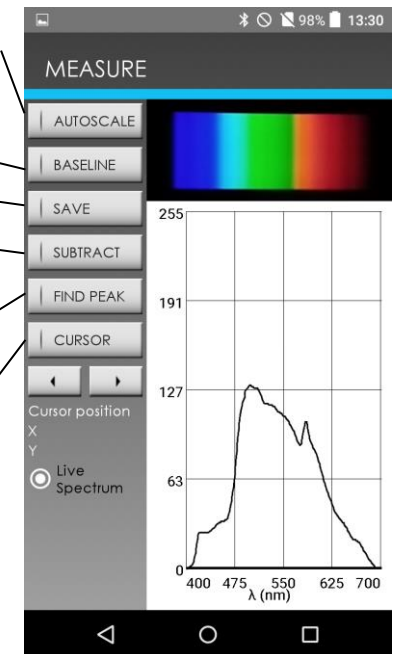 98% 13:30
MEASURE
AUTOSCALE
BASELINE
SAVE
SUBTRACT
FIND PEAK
CURSOR
Cursor position
X
Y
Live
Spectrum
255
191
127
63
0
400 475 550 625 700
λ (nm)